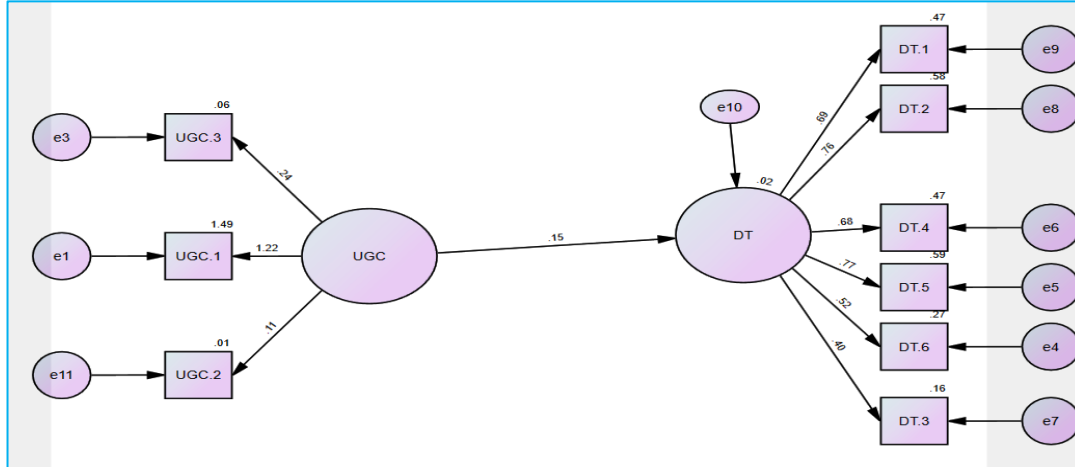 .47
DT.1
e9
.58
DT.2
e8
e10
.69
.76
.06
e3
UGC.3
.24
.02
.47
DT.4
e6
.68
1.49
e1
UGC.1
1.22
UGC
.15
DT
.59
DT.5
e5
.77
.52
.27
DT.6
e4
.11
.01
e11
UGC.2
.40
.16
DT.3
e7